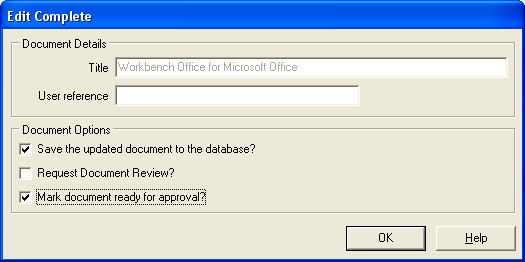 Edit Complete
Document Details
Title Workbench Office for Microsoft Office
User reference
Document Options
Save the updated document to the database?
Request Document Review?
Mark document ready for approval?
OK Help